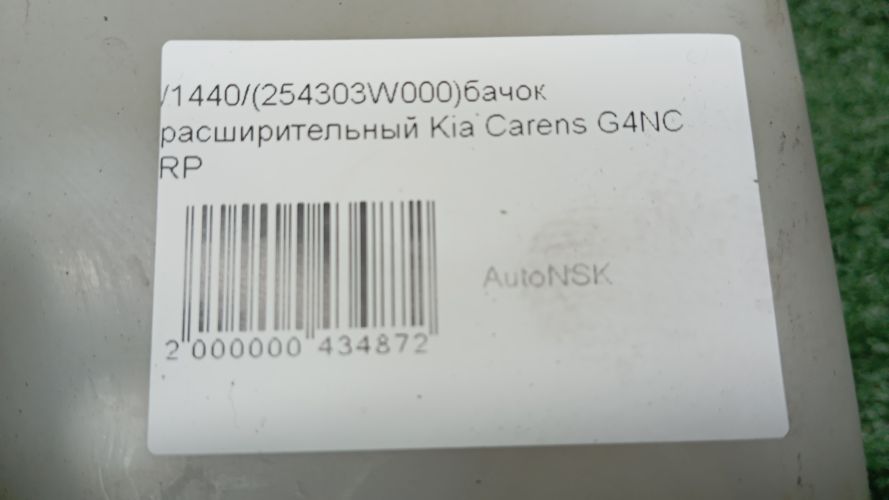 /1440/(254303W000)бачок
расширительный Kia Carens G4NC
RP
AutoNSK
2 000000 434872